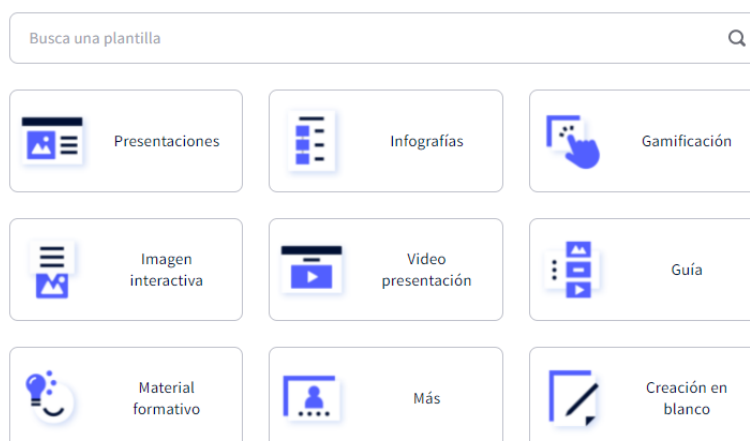 Busca una plantilla
Presentaciones
Infografías
Gamificación
Imagen
interactiva
Video
presentación
Guía
Material
formativo
Más
Creación en
blanco